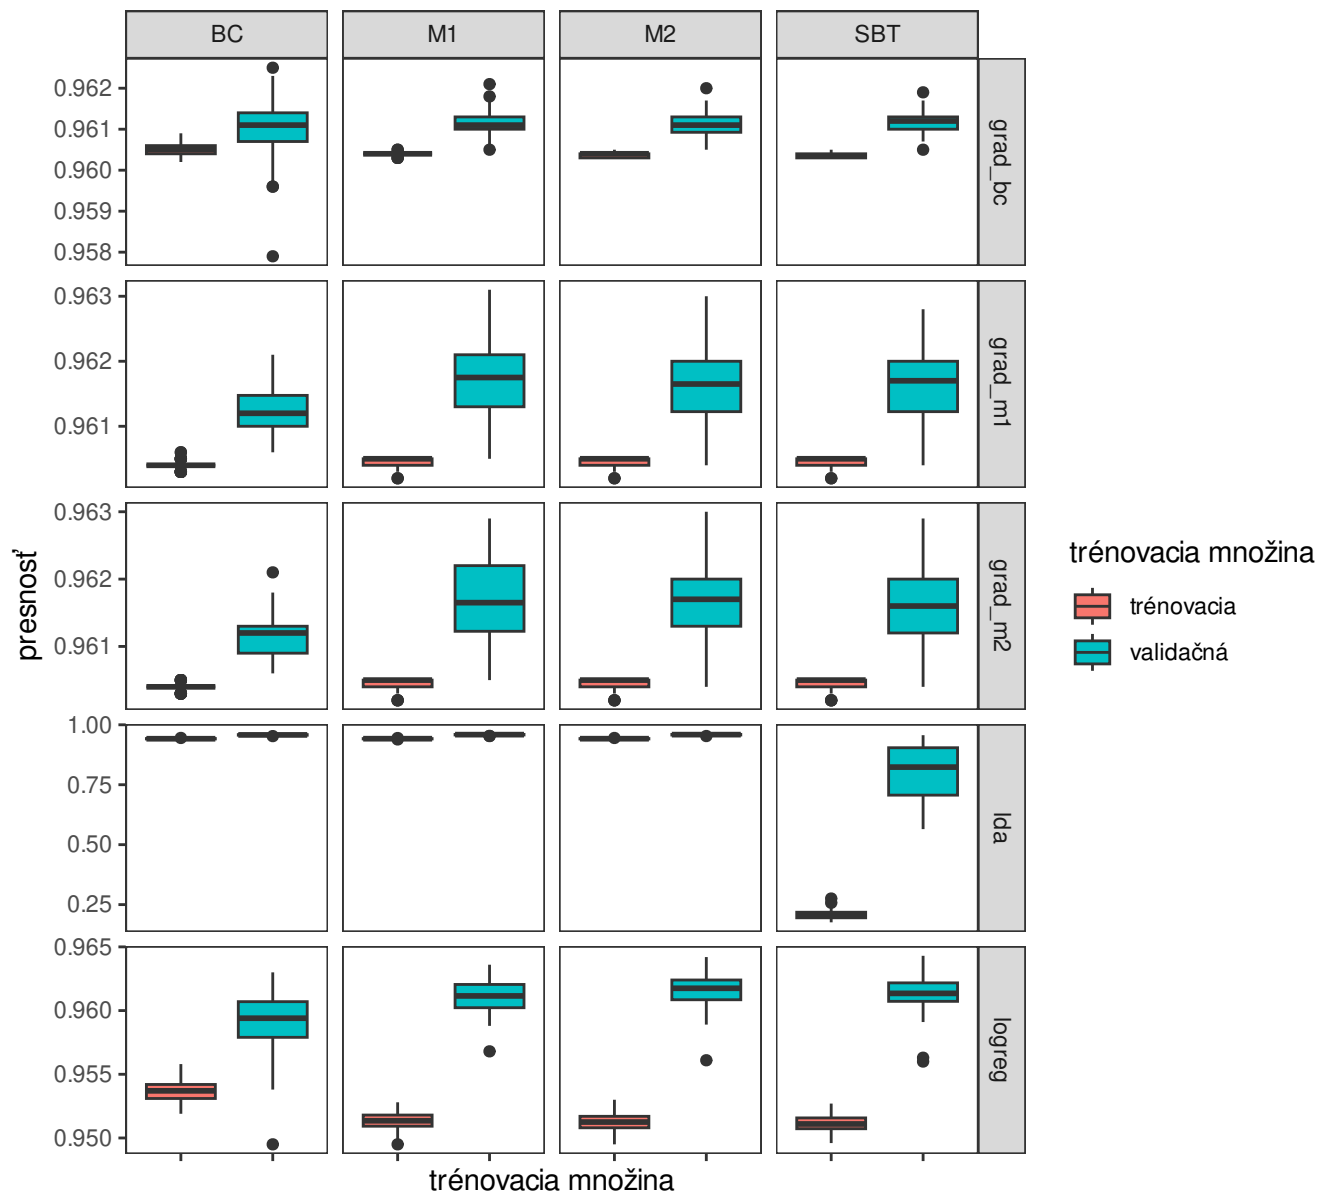 BC M1 M2 SBT
0.962
0.961
0.960
0.959
0.958
grad_bc
0.963
0.962
0.961
grad_m1
0.963
0.962
0.961
grad_m2
1.00
0.75
0.50
0.25
lda
0.965
0.960
0.955
0.950
logreg
presnosť
trénovacia množina
trénovacia množina
trénovacia
validačná